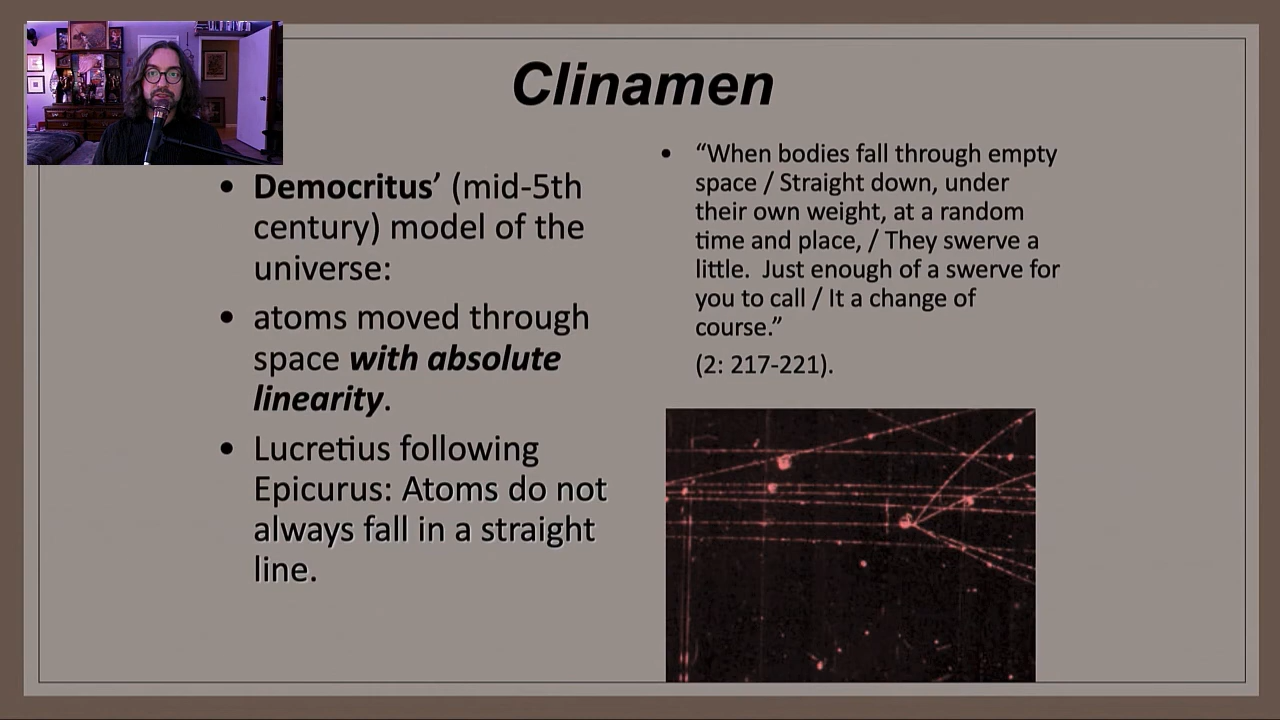 Clinamen
• Democritus’ (mid-5th
century) model of the
universe:
• atoms moved through
space with absolute
linearity.
• Lucretius following
Epicurus: Atoms do not
always fall in a straight
line.
• “When bodies fall through empty
space / Straight down, under
their own weight, at a random
time and place, / They swerve a
little.  Just enough of a swerve for
you to call / It a change of
course.”
(2: 217-221).